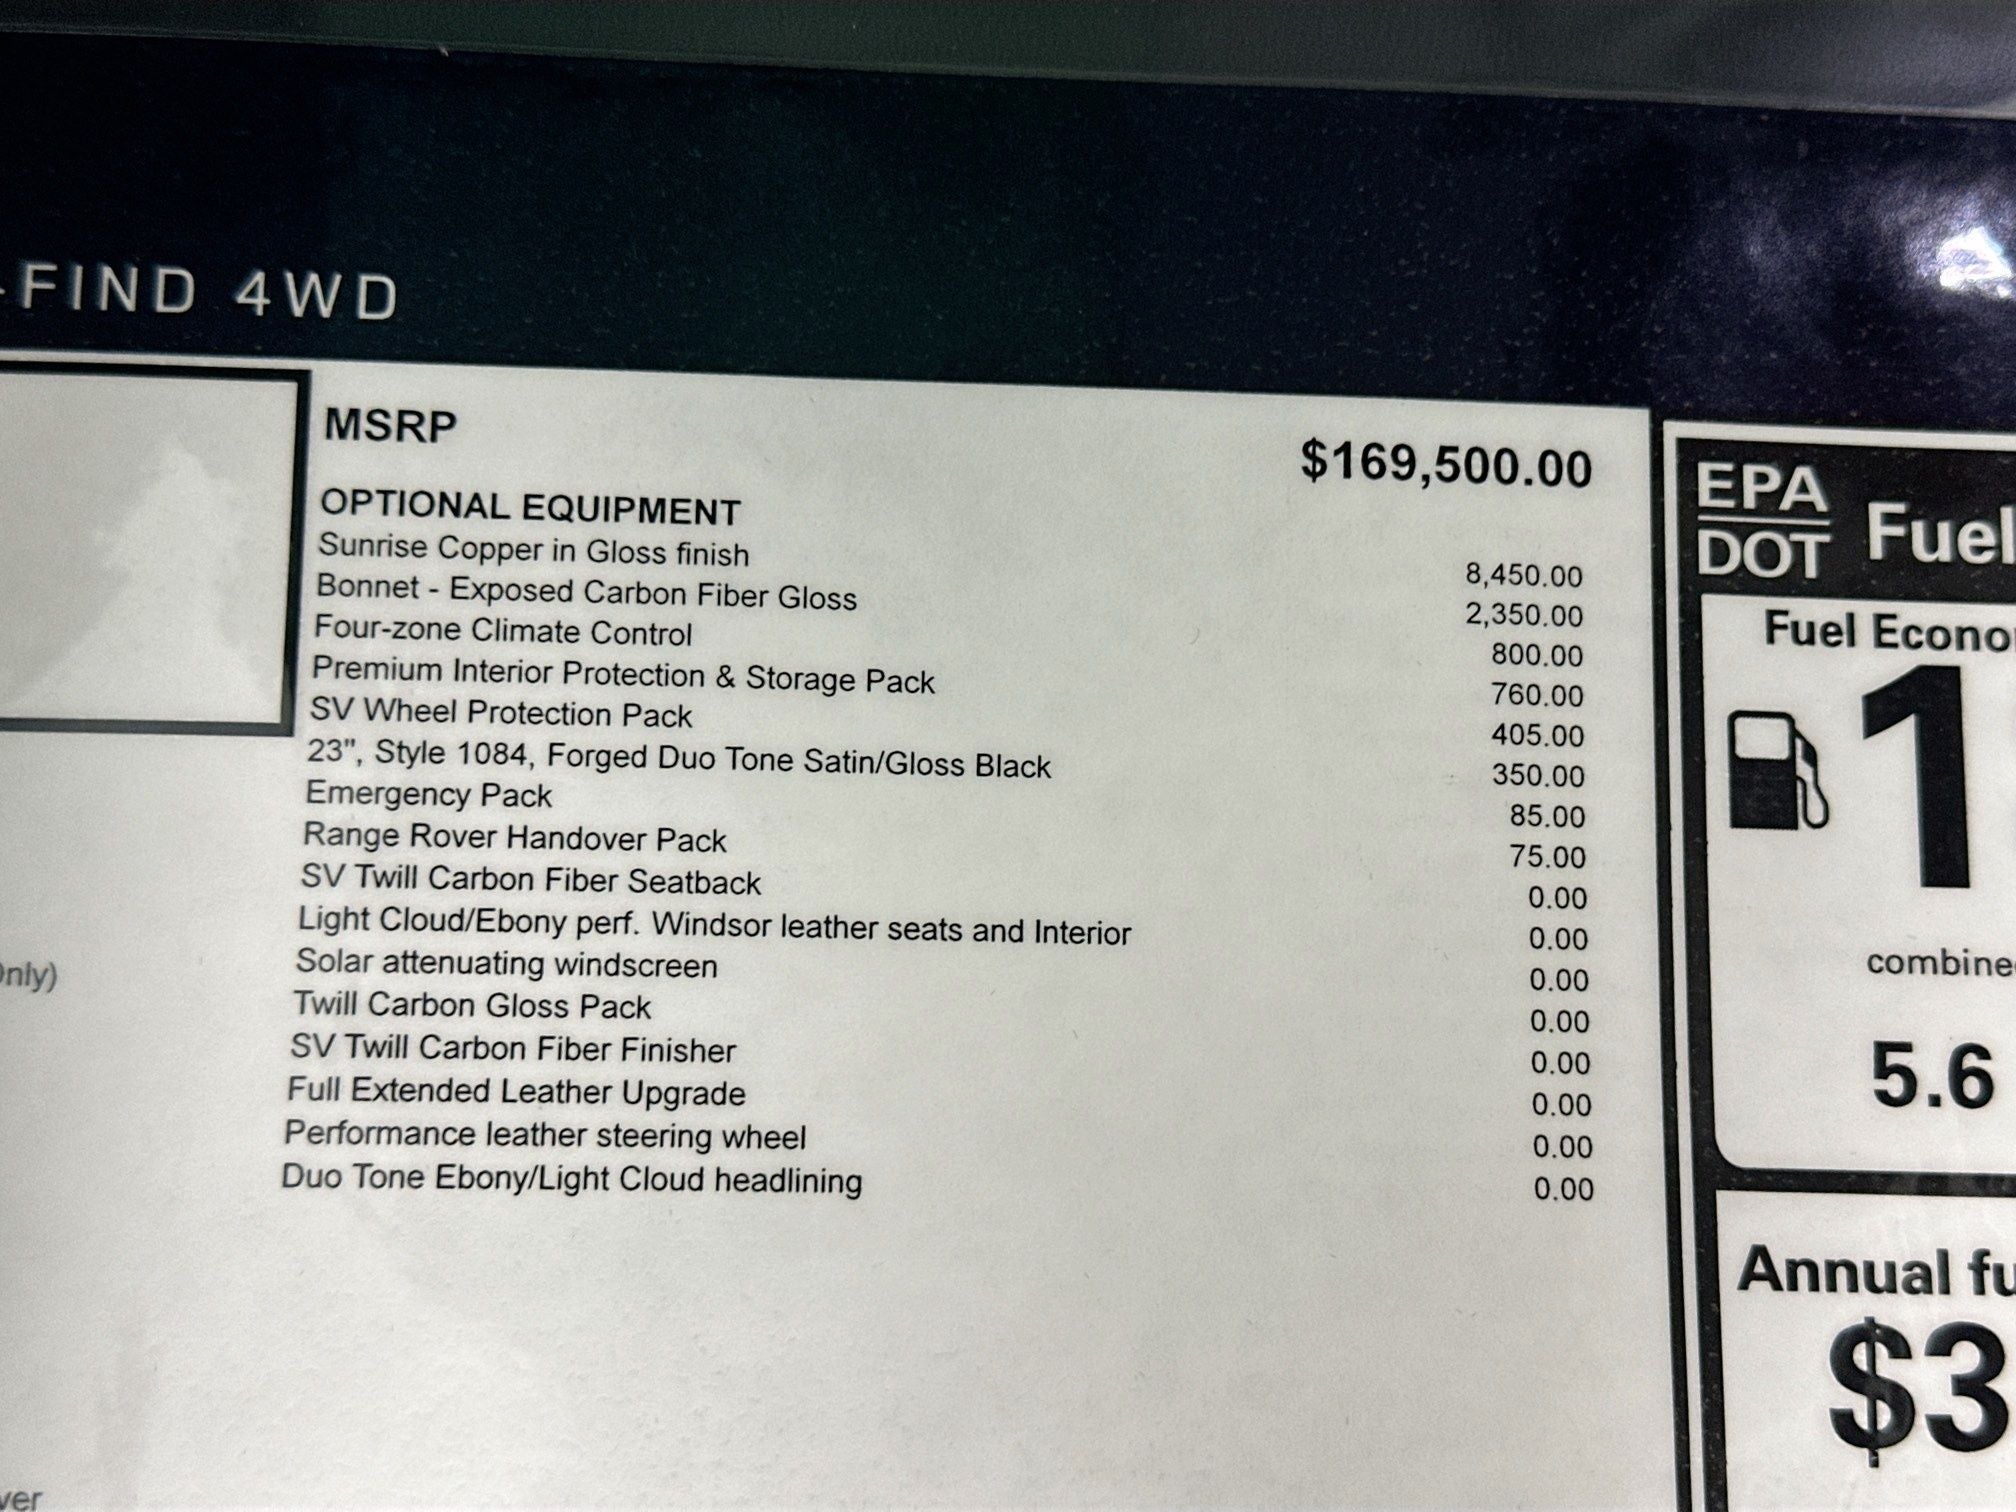 FIND 4WD
MSRP $169,500.00
OPTIONAL EQUIPMENT
Sunrise Copper in Gloss finish 8,450.00
Bonnet - Exposed Carbon Fiber Gloss 2,350.00
Four-zone Climate Control 800.00
Premium Interior Protection & Storage Pack 760.00
SV Wheel Protection Pack 405.00
23", Style 1084, Forged Duo Tone Satin/Gloss Black 350.00
Emergency Pack 85.00
Range Rover Handover Pack 75.00
SV Twill Carbon Fiber Seatback 0.00
Light Cloud/Ebony perf. Windsor leather seats and Interior 0.00
Solar attenuating windscreen 0.00
Twill Carbon Gloss Pack 0.00
SV Twill Carbon Fiber Finisher 0.00
Full Extended Leather Upgrade 0.00
Performance leather steering wheel 0.00
Duo Tone Ebony/Light Cloud headlining 0.00
EPA
DOT Fuel
Fuel Econo
1
combine
5.6
Annual fu
$3
nly)
ver